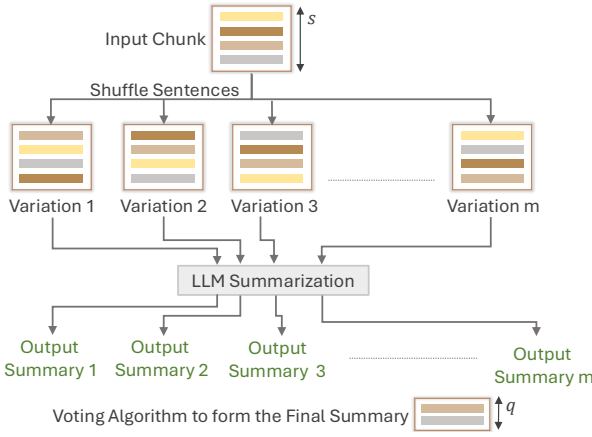 Input Chunk
s
Shuffle Sentences
Variation 1
Variation 2
Variation 3
Variation m
LLM Summarization
Output
Summary 1
Output
Summary 2
Output
Summary 3
Output
Summary m
Voting Algorithm to form the Final Summary
q